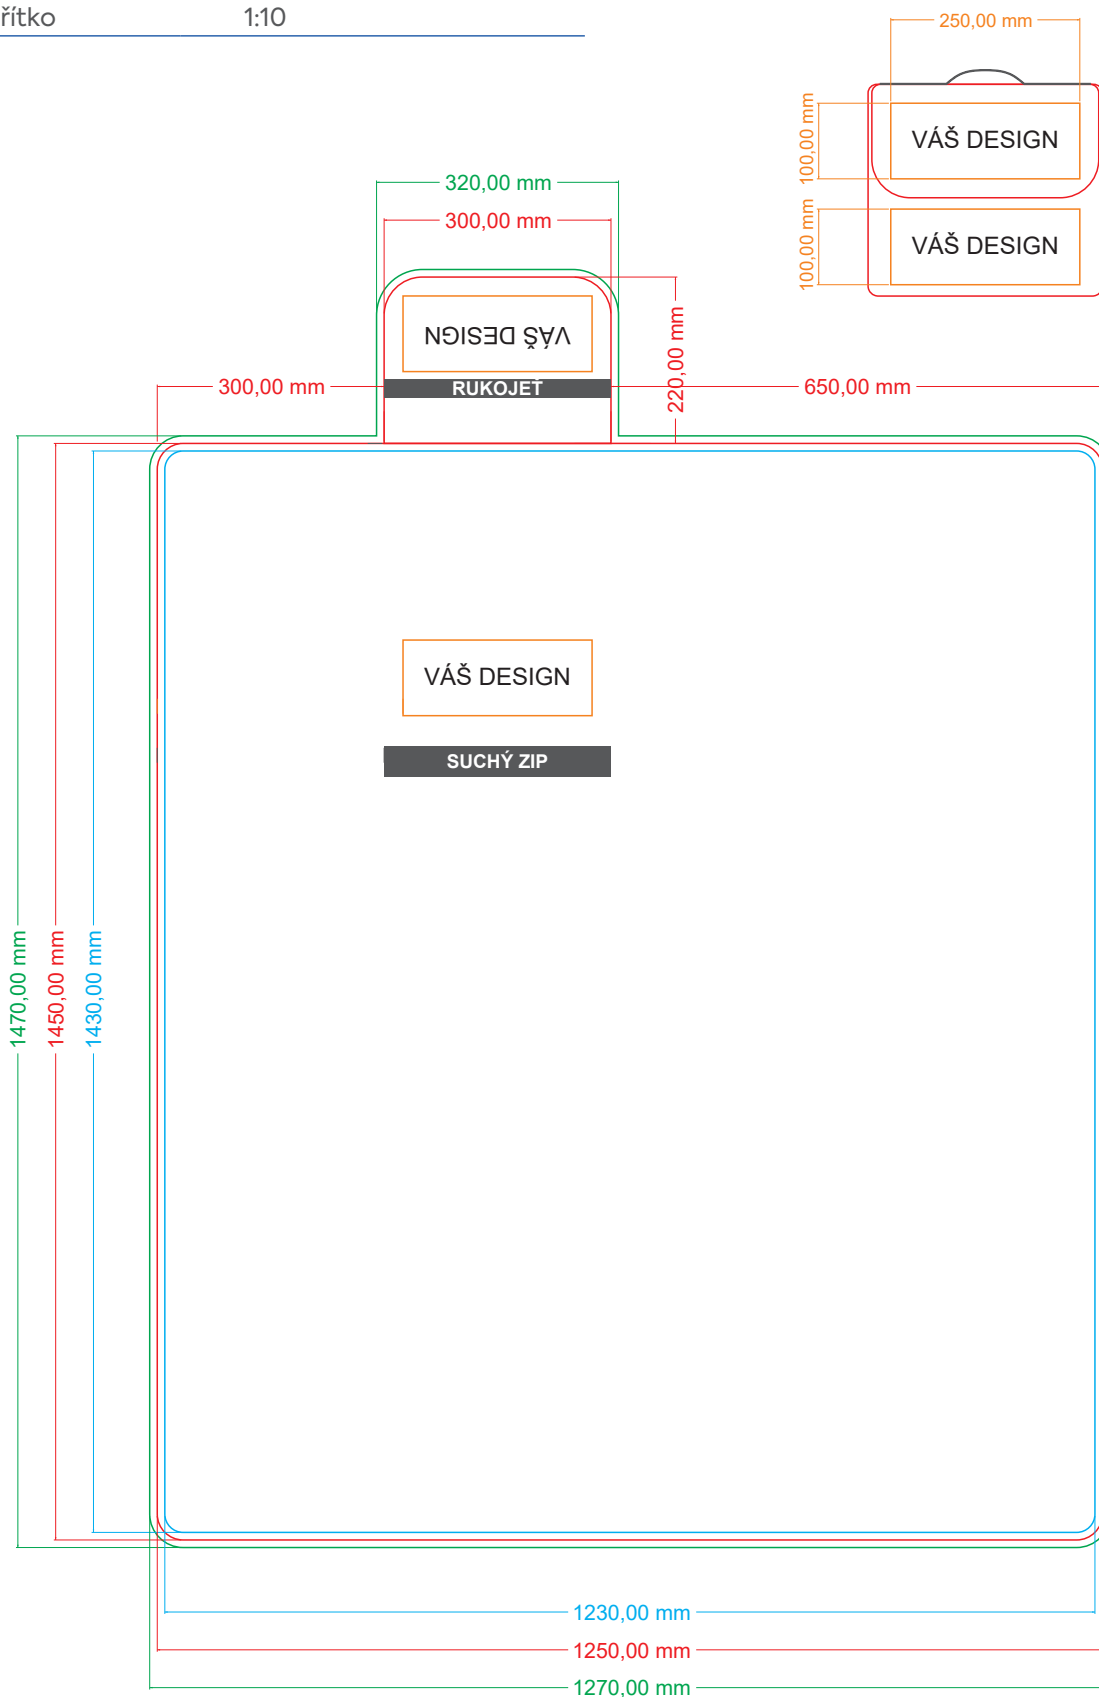 řítko 1:10
250,00 mm
100,00 mm
VÁŠ DESIGN
100,00 mm
VÁŠ DESIGN
320,00 mm
300,00 mm
VÁŠ DESIGN
220,00 mm
300,00 mm
RUKOJEŤ
650,00 mm
VÁŠ DESIGN
SUCHÝ ZIP
1470,00 mm
1450,00 mm
1430,00 mm
1230,00 mm
1250,00 mm
1270,00 mm